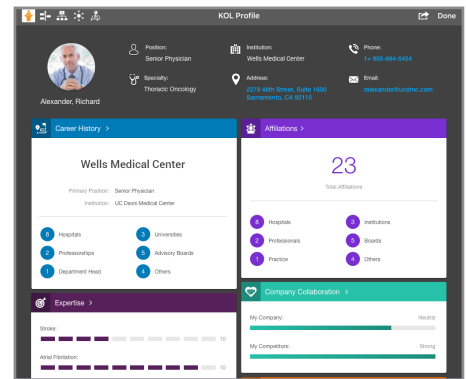 KOL Profile
Done
Position:
Senior Physician
Institution:
Wells Medical Center
Phone:
1+ 855-684-5454
Specialty:
Thoracic Oncology
Address:
2279 48th Street, Suite 1600
Sacramento, CA 92115
Email:
ralexander@ucdmc.com
Alexander, Richard
Career History >
Wells
Medical Center
Primary Position: Senior Physician
Institution: UC Davis Medical Center
8 Hospitals
3 Universities
2 Professorships
5 Advisory Boards
1 Department Head
4 Others
Affiliations >
23
Total Affiliations
8 Hospitals
3 Institutions
2 Professionals
5 Boards
1 Practice
4 Others
Expertise >
Stroke:
10
Atrial Fibrilation:
10
Company Collaboration >
My Company: Neutral
My Competitors: Strong